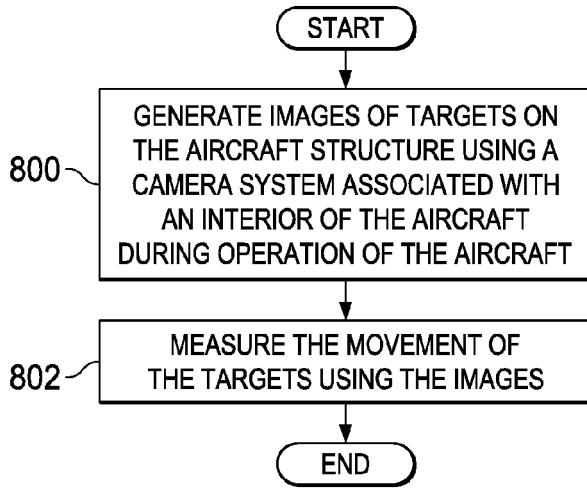 START
800
GENERATE IMAGES OF TARGETS ON
THE AIRCRAFT STRUCTURE USING A
CAMERA SYSTEM ASSOCIATED WITH
AN INTERIOR OF THE AIRCRAFT
DURING OPERATION OF THE AIRCRAFT
802
MEASURE THE MOVEMENT OF
THE TARGETS USING THE IMAGES
END